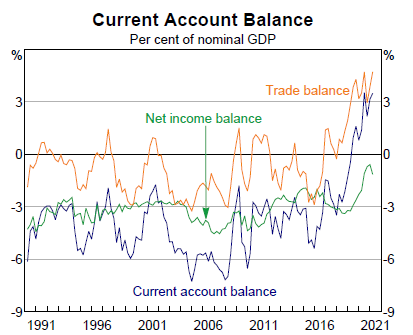 Current Account Balance
Per cent of nominal GDP
% %
Trade balance
3 3
Net income balance
0 0
-3 -3
-6 -6
Current account balance
-9 -9
1991 1996 2001 2006 2011 2016 2021